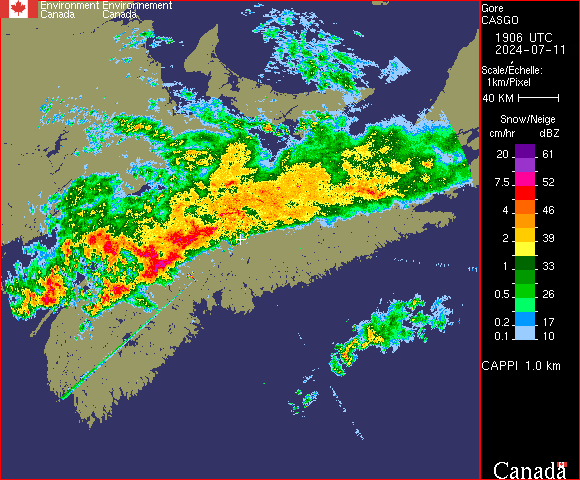 Environment Environnement
Canada Canada
Gore
CASGO
1906 UTC
2024-07-11
Scale/Échelle:
1km/Pixel
40 KM
Snow/Neige
cm/hr dBZ
20 61
7.5 52
4 46
2 39
1 33
0.5 26
0.2 17
0.1 10
CAPPI 1.0 km
Canada